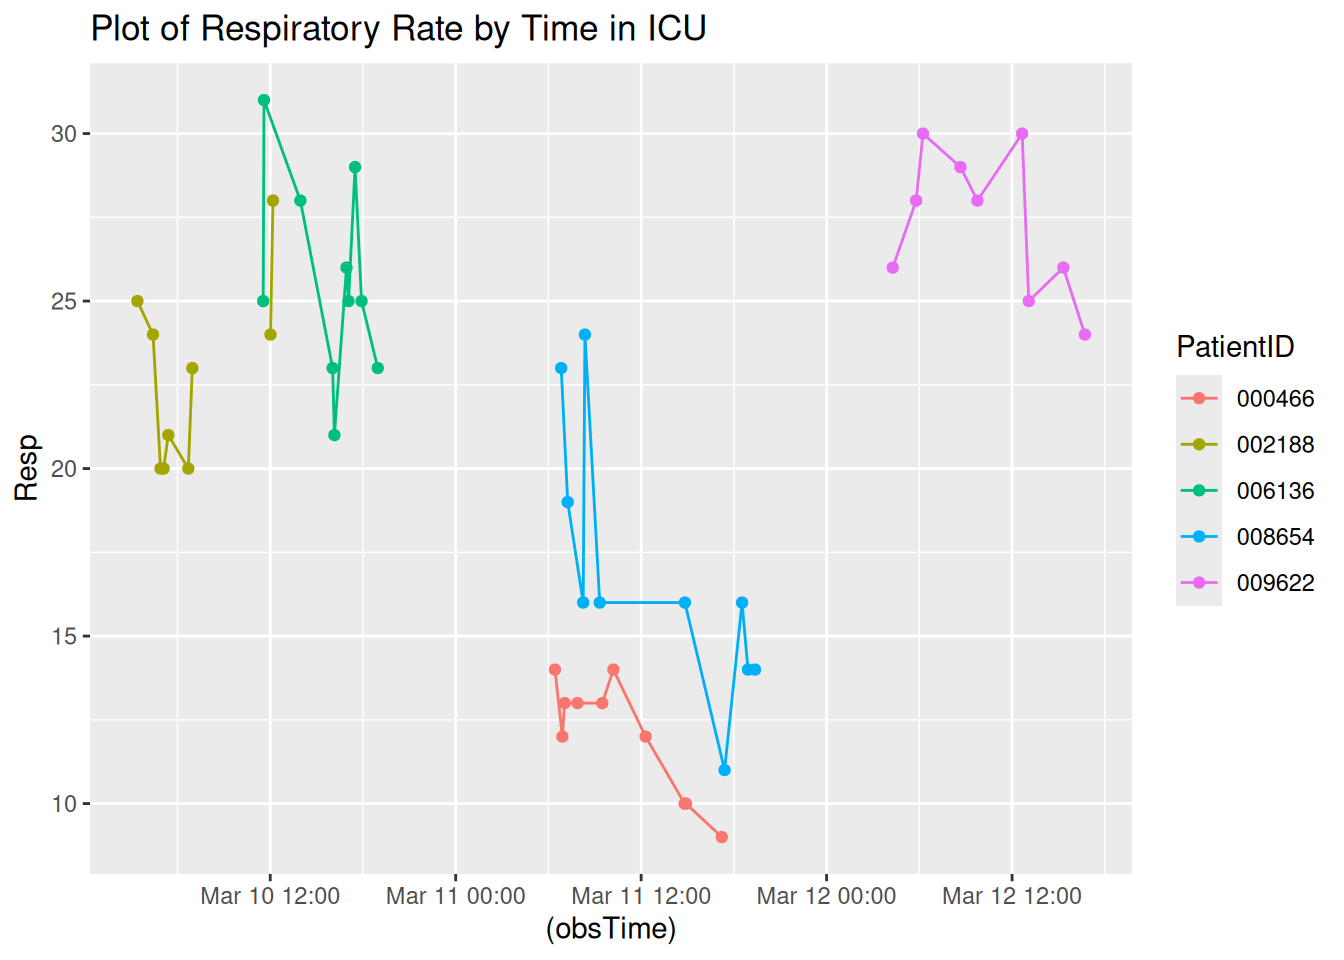 Plot of Respiratory Rate by Time in ICU
30
25
20
15
10
Resp
Mar 10 12:00
Mar 11 00:00
Mar 11 12:00
Mar 12 00:00
Mar 12 12:00
(obsTime)
PatientID
000466
002188
006136
008654
009622